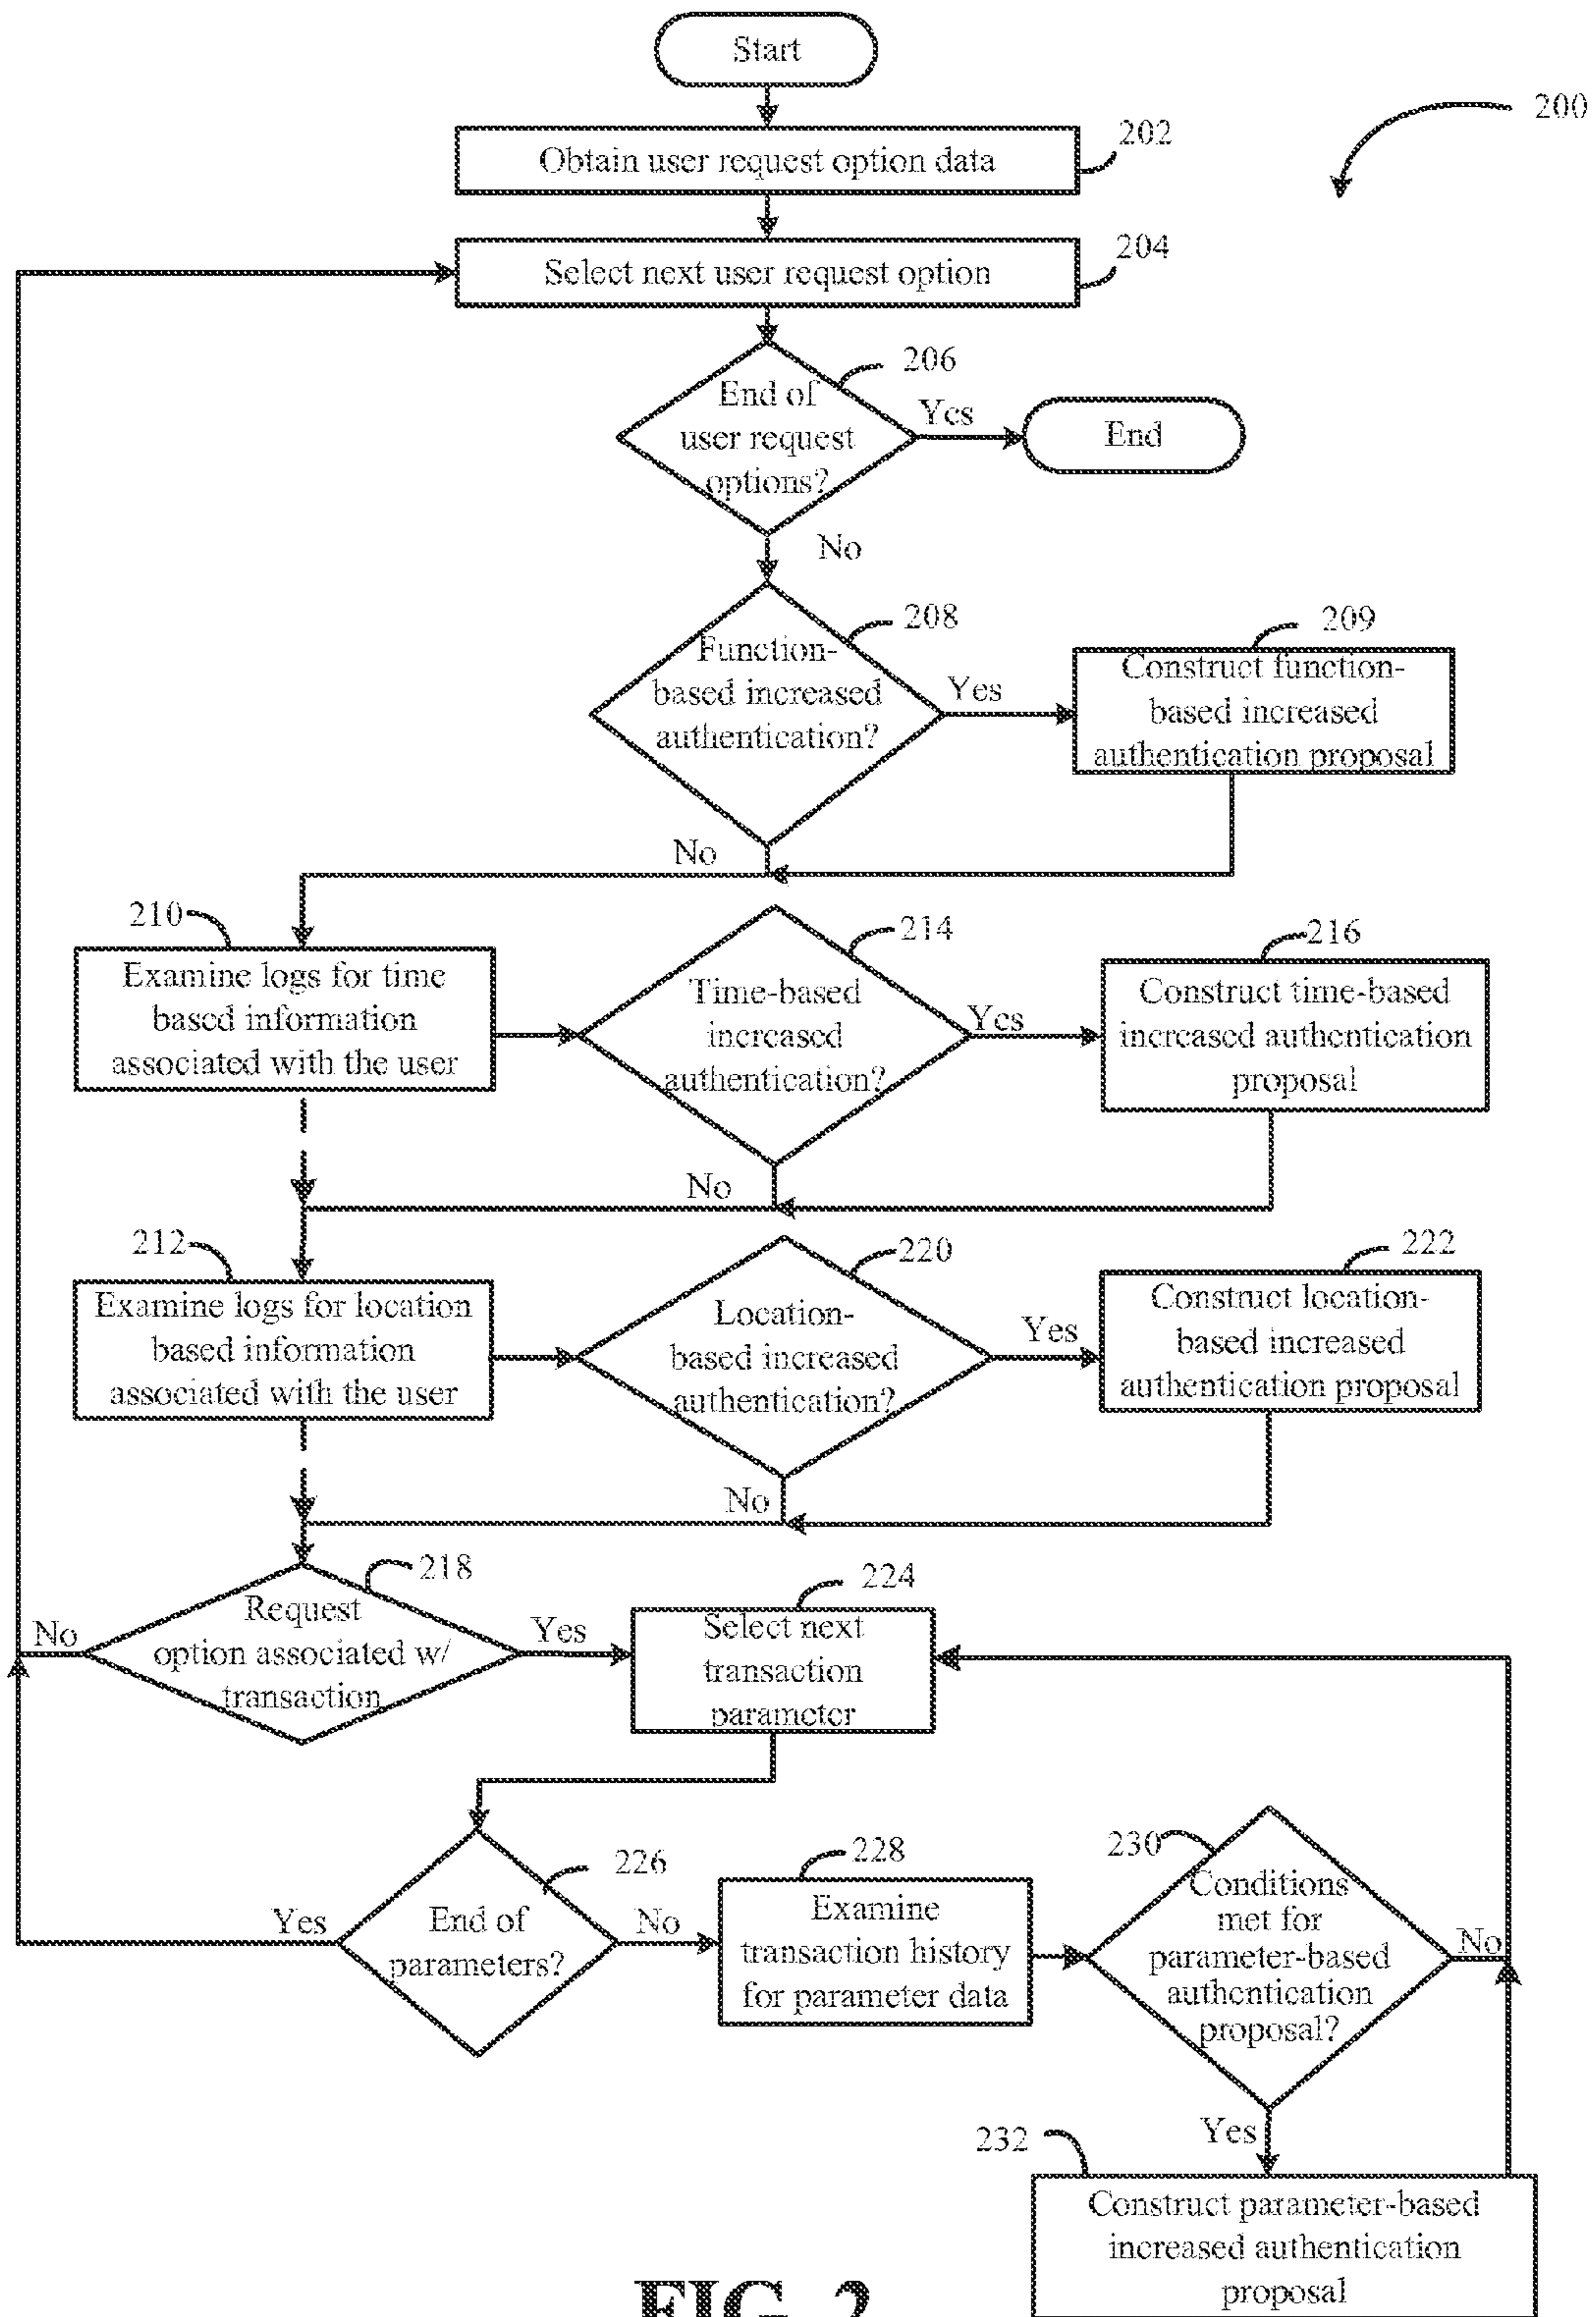 Start
200
202
Obtain user request option data
204
Select next user request option
206
End of
user request
options?
Yes
End
No
208
Function-
based increased
authentication?
Yes
209
Construct function-
based increased
authentication proposal
No
210
Examine logs for time
based information
associated with the user
214
Time-based
increased
authentication?
Yes
216
Construct time-based
increased authentication
proposal
No
212
Examine logs for location
based information
associated with the user
220
Location-
based increased
authentication?
Yes
222
Construct location-
based increased
authentication proposal
No
218
Request
option associated w/
transaction
No
Yes
224
Select next
transaction
parameter
226
End of
parameters?
Yes
No
228
Examine
transaction history
for parameter data
230
Conditions
met for
parameter-based
authentication
proposal?
No
Yes
232
Construct parameter-based
increased authentication
proposal
FIG. 2